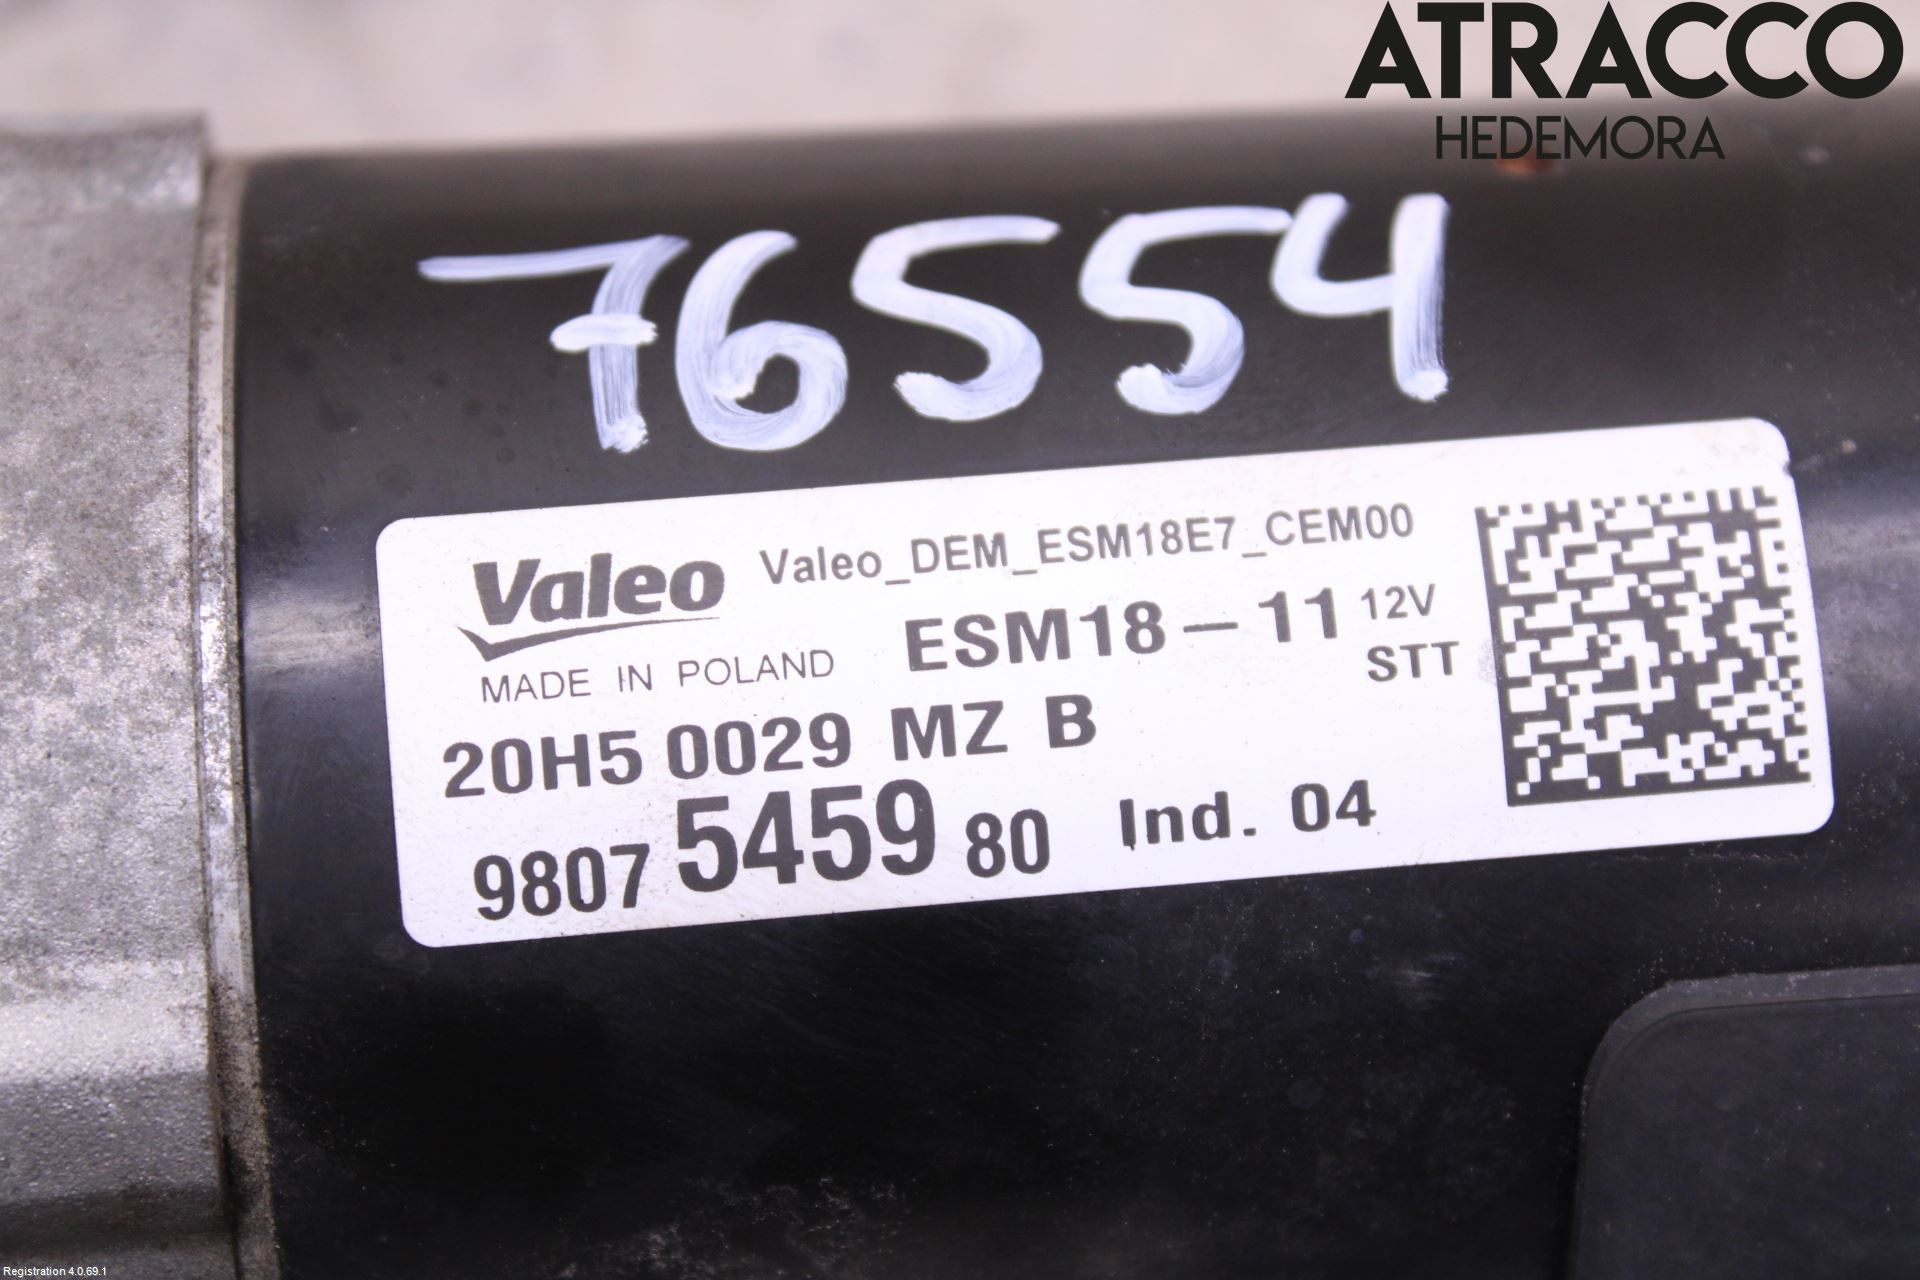 ATRACCO
HEDEMORA
76554
Valeo Valeo_DEM_ESM18E7_CEM00
MADE IN POLAND ESM18-11 12V
STT
20H5 0029 MZ B
9807 5459 80 Ind. 04
Registration 4.0.69.1